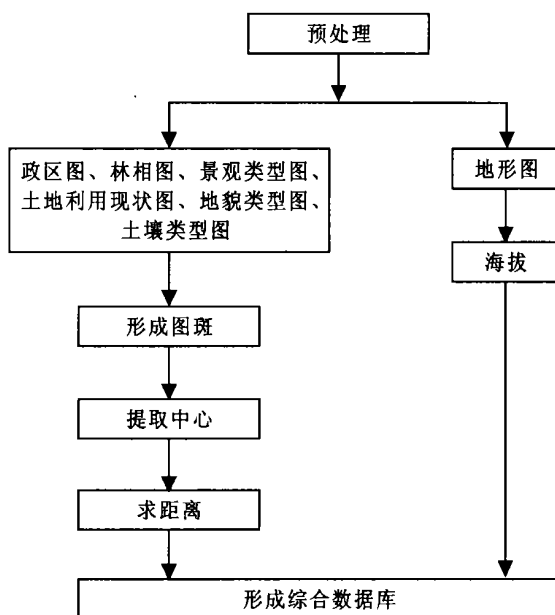 预处理
政区图、林相图、景观类型图、
土地利用现状图、地貌类型图、
土壤类型图
地形图
海拔
形成图斑
提取中心
求距离
形成综合数据库